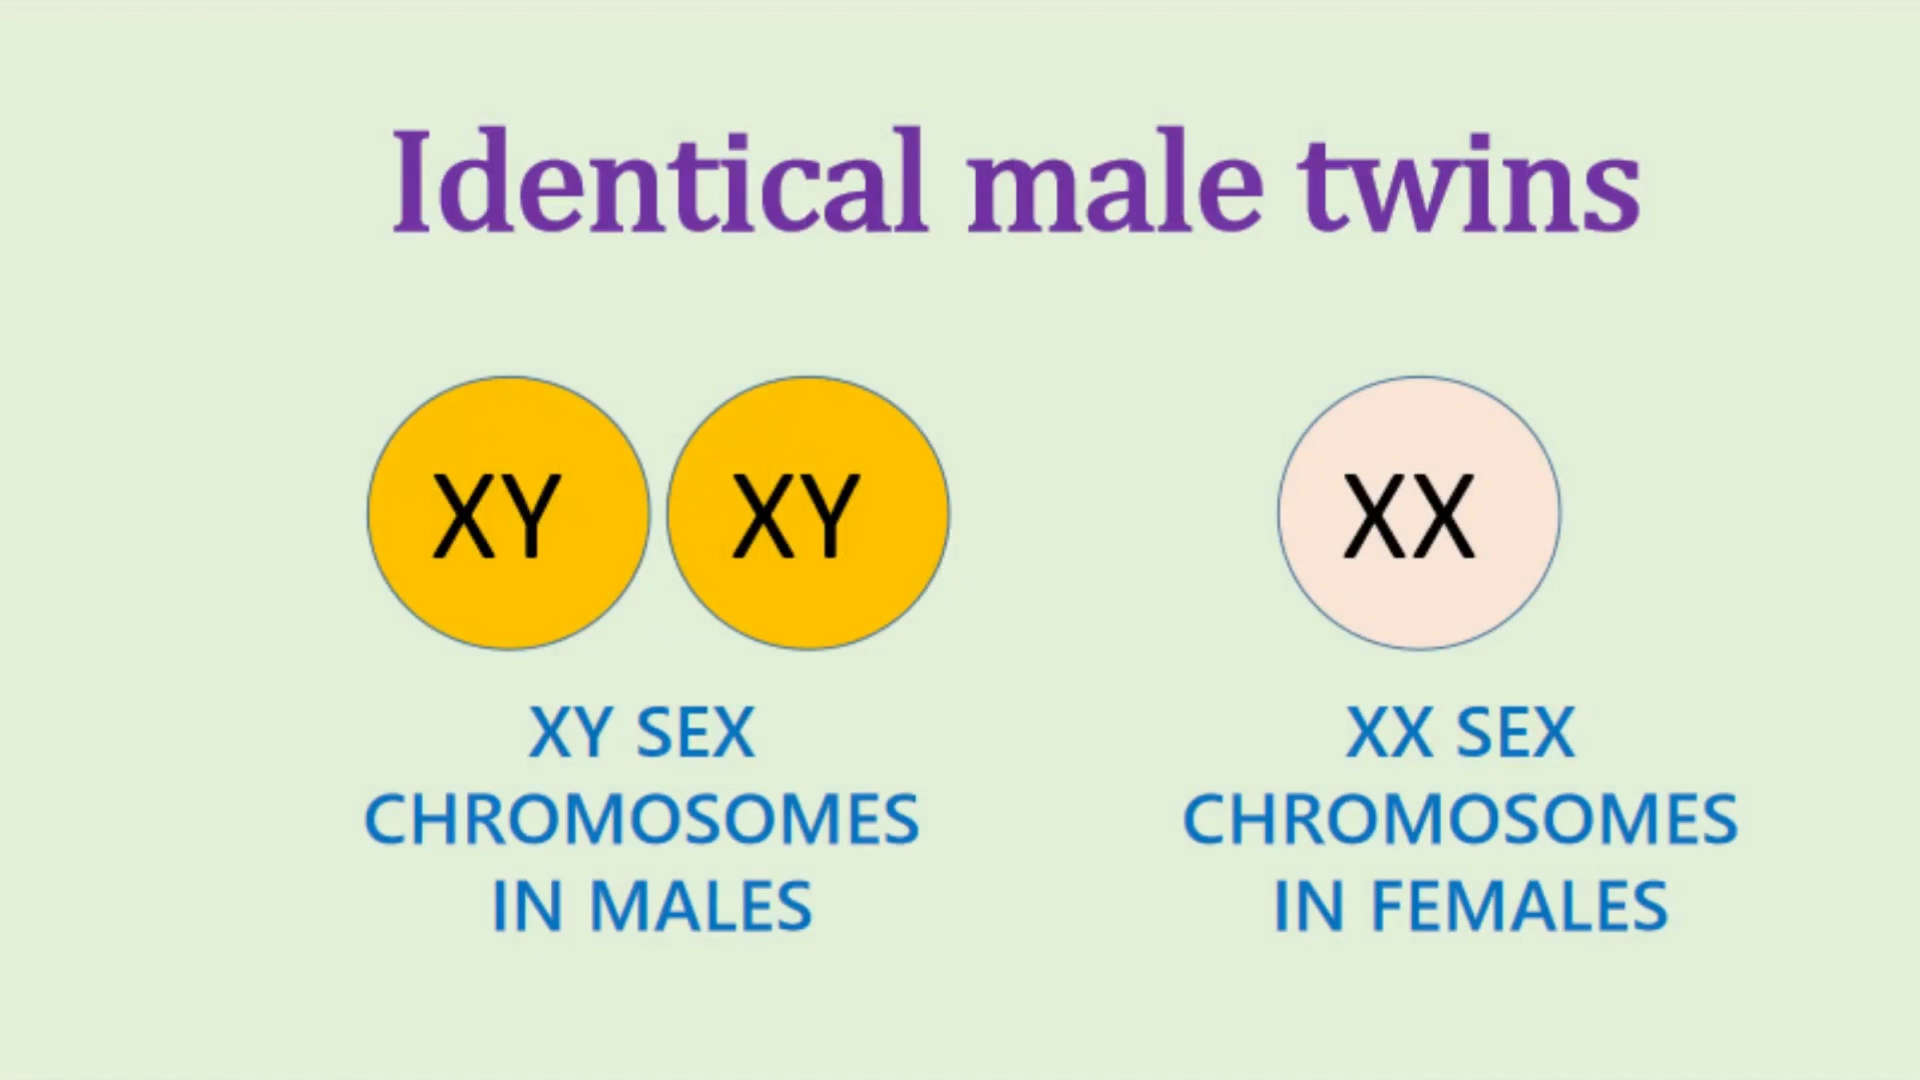 Identical male twins
XY
XY
XX
XY SEX
CHROMOSOMES
IN MALES
XX SEX
CHROMOSOMES
IN FEMALES